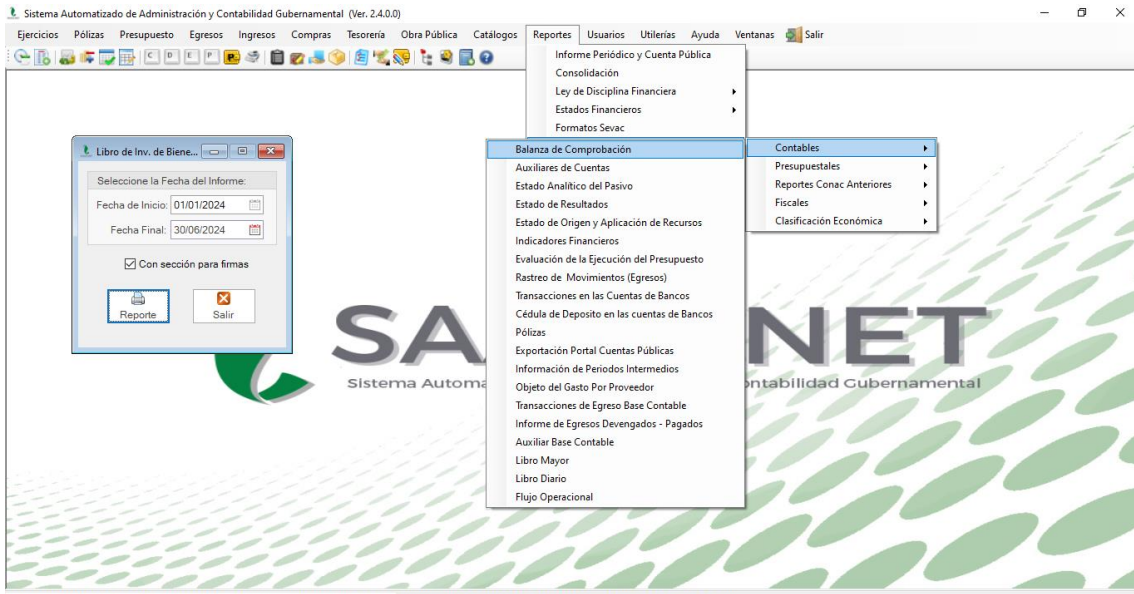 Sistema Automatizado de Administración y Contabilidad Gubernamental (Ver. 2.4.0.0)
Ejercicios Pólizas Presupuesto Egresos Ingresos Compras Tesorería Obra Pública Catálogos Reportes Usuarios Utilerías Ayuda Ventanas Salir
C D E P P
Informe Periódico y Cuenta Pública
Consolidación
Ley de Disciplina Financiera
Estados Financieros
Formatos Sevac
Contables
Presupuestales
Reportes Conac Anteriores
Fiscales
Clasificación Económica
Balanza de Comprobación
Auxiliares de Cuentas
Estado Analítico del Pasivo
Estado de Resultados
Estado de Origen y Aplicación de Recursos
Indicadores Financieros
Evaluación de la Ejecución del Presupuesto
Rastreo de Movimientos (Egresos)
Transacciones en las Cuentas de Bancos
Cédula de Deposito en las cuentas de Bancos
Pólizas
Exportación Portal Cuentas Públicas
Información de Periodos Intermedios
Objeto del Gasto Por Proveedor
Transacciones de Egreso Base Contable
Informe de Egresos Devengados - Pagados
Auxiliar Base Contable
Libro Mayor
Libro Diario
Flujo Operacional
Libro de Inv. de Biene...
Seleccione la Fecha del Informe:
Fecha de Inicio: 01/01/2024
Fecha Final: 30/06/2024
Con sección para firmas
Reporte Salir
SA NET
Sistema Automa ntabilidad Gubernamental